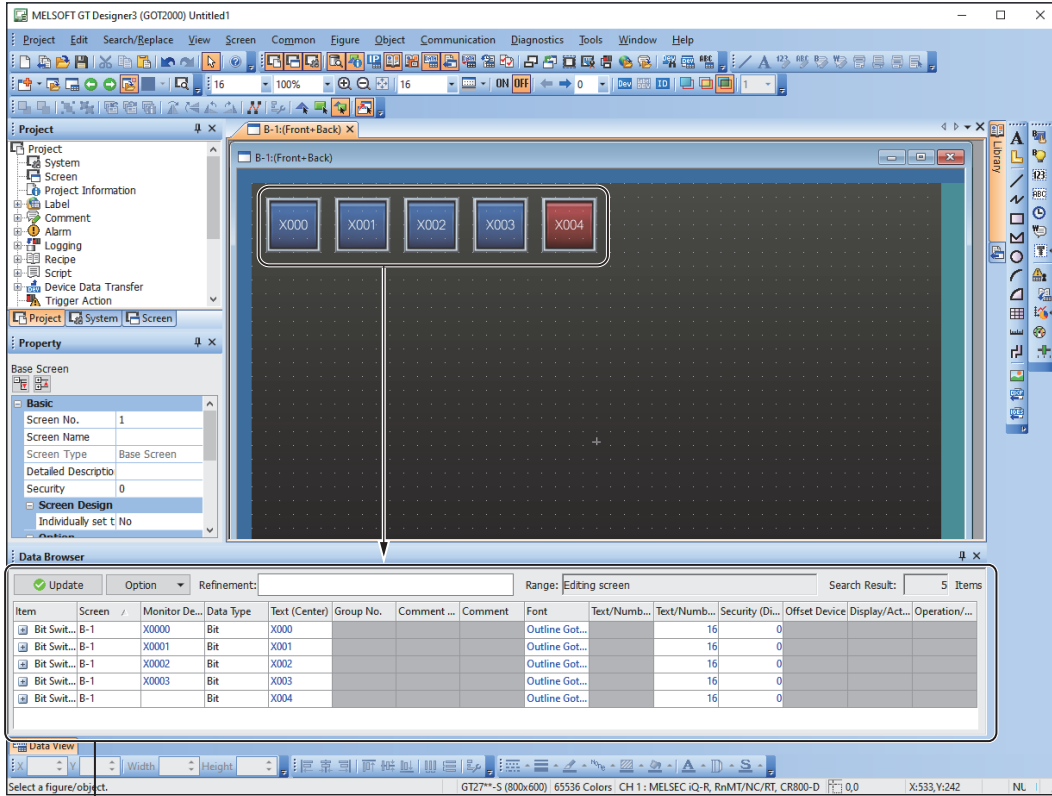 MELSOFT GT Designer3 (GOT2000) Untitled1
Project Edit Search/Replace View Screen Common Figure Object Communication Diagnostics Tools Window Help
16 100% 16 ON OFF 0 Dev IO 1
Project
B-1:(Front+Back)
Project
System
Screen
Project Information
Label
Comment
Alarm
Logging
Recipe
Script
Device Data Transfer
Trigger Action
Project System Screen
B-1:(Front+Back)
X000 X001 X002 X003 X004
Library
Property
Base Screen
Basic
Screen No. 1
Screen Name
Screen Type Base Screen
Detailed Descriptio
Security 0
Screen Design
Individually set t No
Option
Data Browser
Update Option Refinement: Range: Editing screen Search Result: 5 Items
Item Screen Monitor De... Data Type Text (Center) Group No. Comment ... Comment Font Text/Numb... Text/Numb... Security (Di... Offset Device Display/Act... Operation/...
Bit Swit... B-1 X0000 Bit X000 Outline Got... 16 0
Bit Swit... B-1 X0001 Bit X001 Outline Got... 16 0
Bit Swit... B-1 X0002 Bit X002 Outline Got... 16 0
Bit Swit... B-1 X0003 Bit X003 Outline Got... 16 0
Bit Swit... B-1 Bit X004 Outline Got... 16 0
Data View
X Y Width Height
Select a figure/object. GT27**-S (800x600) 65536 Colors CH 1 : MELSEC iQ-R, RnMT/NC/RT, CR800-D 0,0 X:533,Y:242 NL